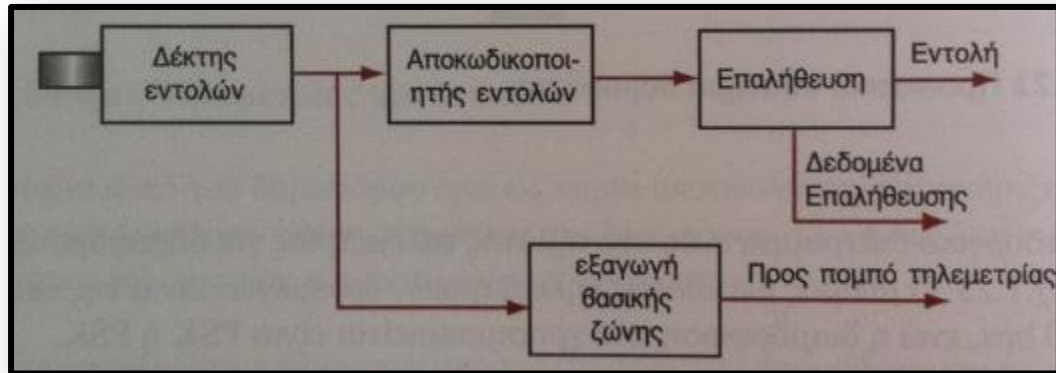 Δέκτης
εντολών
Αποκωδικοποι-
ητής εντολών
Επαλήθευση
Εντολή
Δεδομένα
Επαλήθευσης
εξαγωγή
βασικής
ζώνης
Προς πομπό τηλεμετρίας